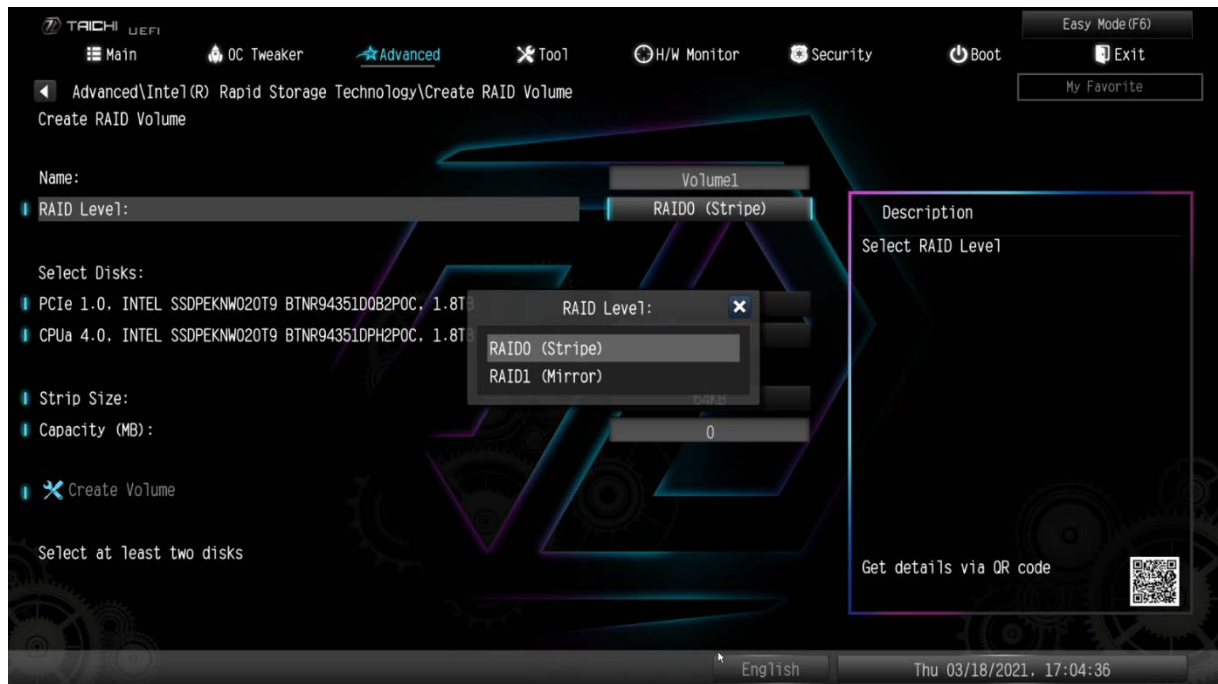 TAICHI UEFI
Easy Mode(F6)
Main
OC Tweaker
Advanced
Tool
H/W Monitor
Security
Boot
Exit
Advanced\Intel(R) Rapid Storage Technology\Create RAID Volume
My Favorite
Create RAID Volume
Name:
Volume1
RAID Level:
RAID0 (Stripe)
Description
Select RAID Level
Select Disks:
PCIe 1.0, INTEL SSDPEKNW020T9 BTNR94351DQB2P0C, 1.8TB
CPUa 4.0, INTEL SSDPEKNW020T9 BTNR94351DPH2P0C, 1.8TB
RAID Level:
RAID0 (Stripe)
RAID1 (Mirror)
Strip Size:
64KB
Capacity (MB):
0
Create Volume
Select at least two disks
Get details via QR code
English
Thu 03/18/2021, 17:04:36